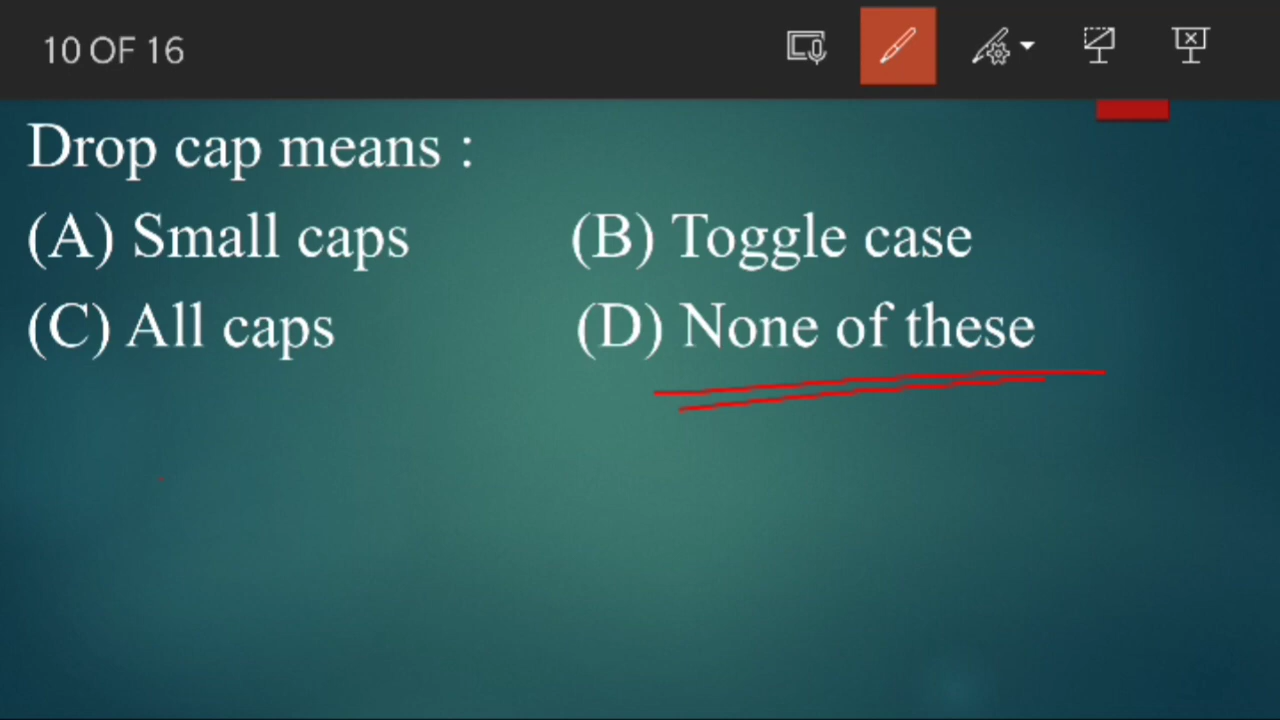 10 OF 16
Drop cap means :
(A) Small caps (B) Toggle case
(C) All caps (D) None of these